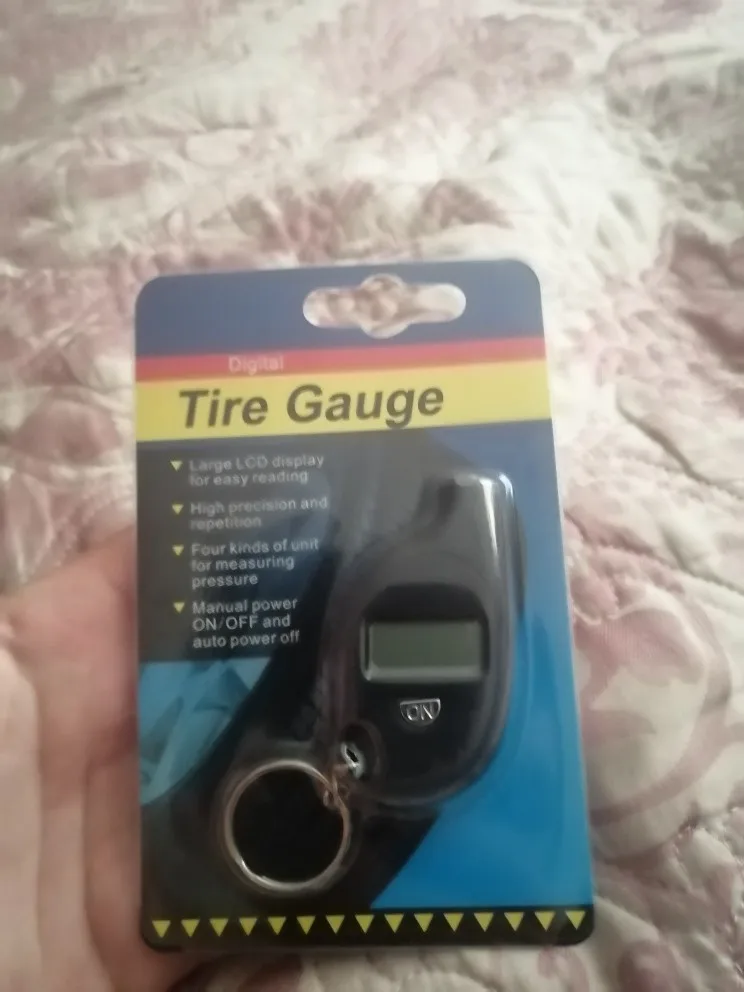 Digital
Tire Gauge
Large LCD display
for easy reading
High precision and
repetition
Four kinds of unit
for measuring
pressure
Manual power
ON/OFF and
auto power off
ON